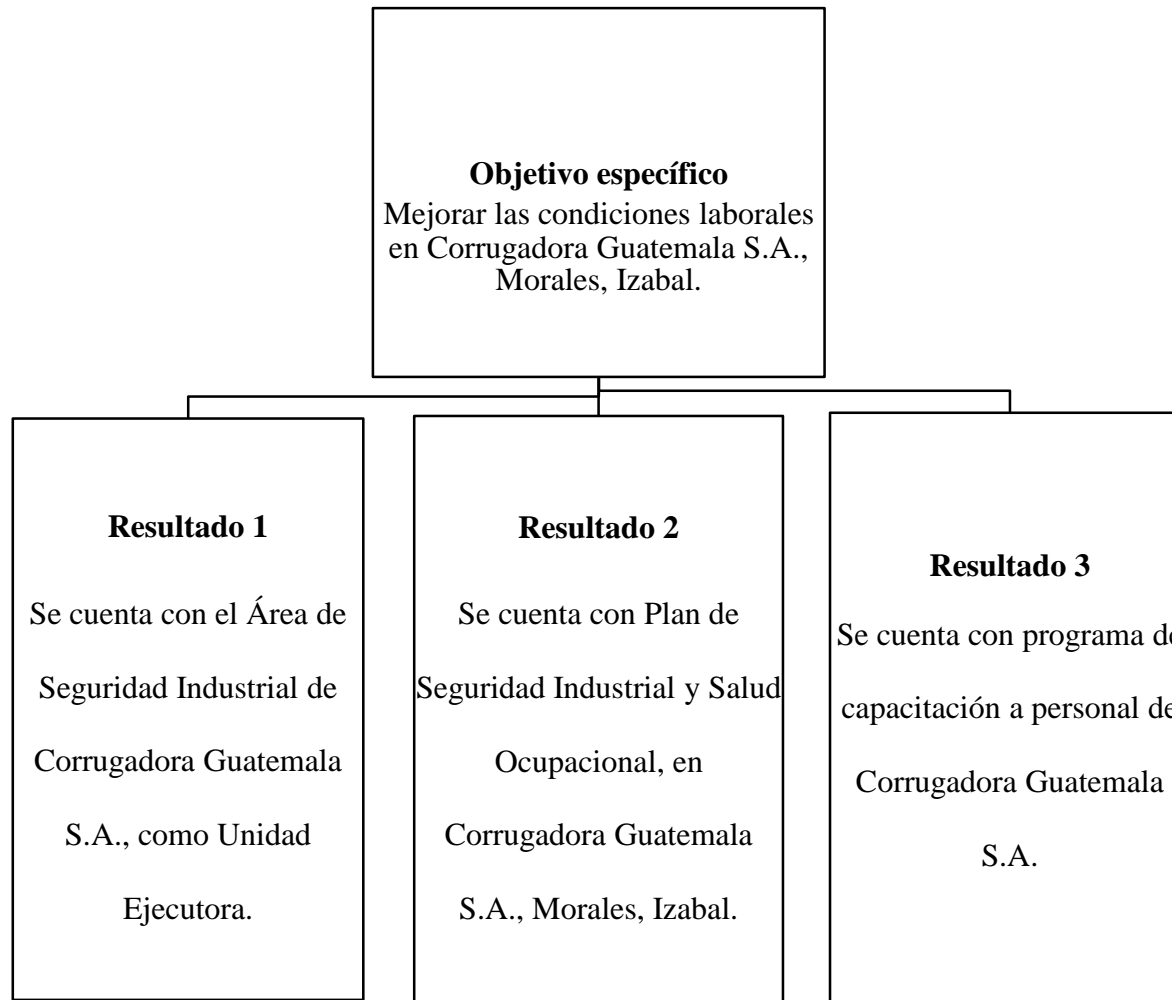 Objetivo específico
Mejorar las condiciones laborales
en Corrugadora Guatemala S.A.,
Morales, Izabal.
Resultado 1
Se cuenta con el Área de
Seguridad Industrial de
Corrugadora Guatemala
S.A., como Unidad
Ejecutora.
Resultado 2
Se cuenta con Plan de
Seguridad Industrial y Salud
Ocupacional, en
Corrugadora Guatemala
S.A., Morales, Izabal.
Resultado 3
Se cuenta con programa de
capacitación a personal de
Corrugadora Guatemala
S.A.